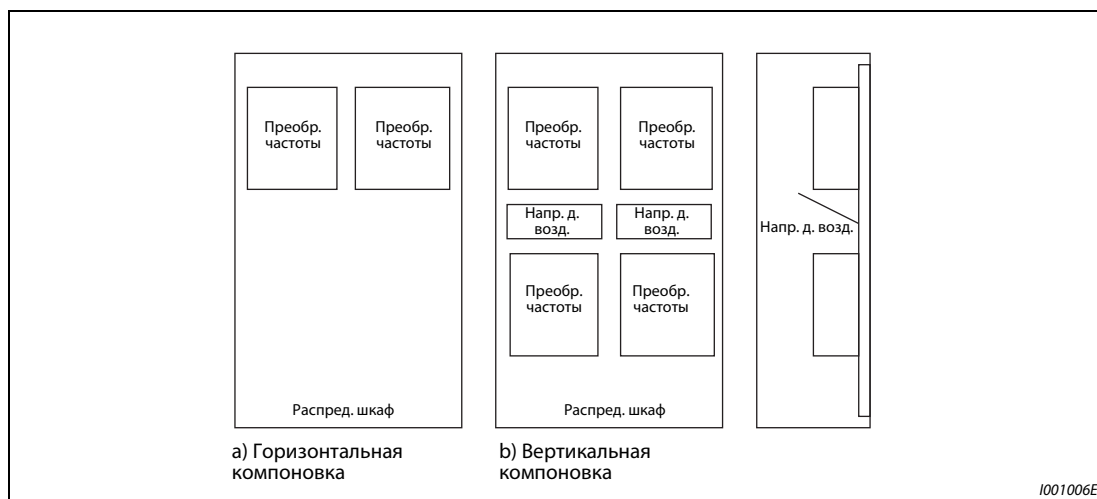 Преобр.
частоты
Преобр.
частоты
Распред. шкаф
a) Горизонтальная
компоновка
Преобр.
частоты
Преобр.
частоты
Напр. д.
возд.
Напр. д.
возд.
Преобр.
частоты
Преобр.
частоты
Распред. шкаф
b) Вертикальная
компоновка
Напр. д. возд.
I001006E